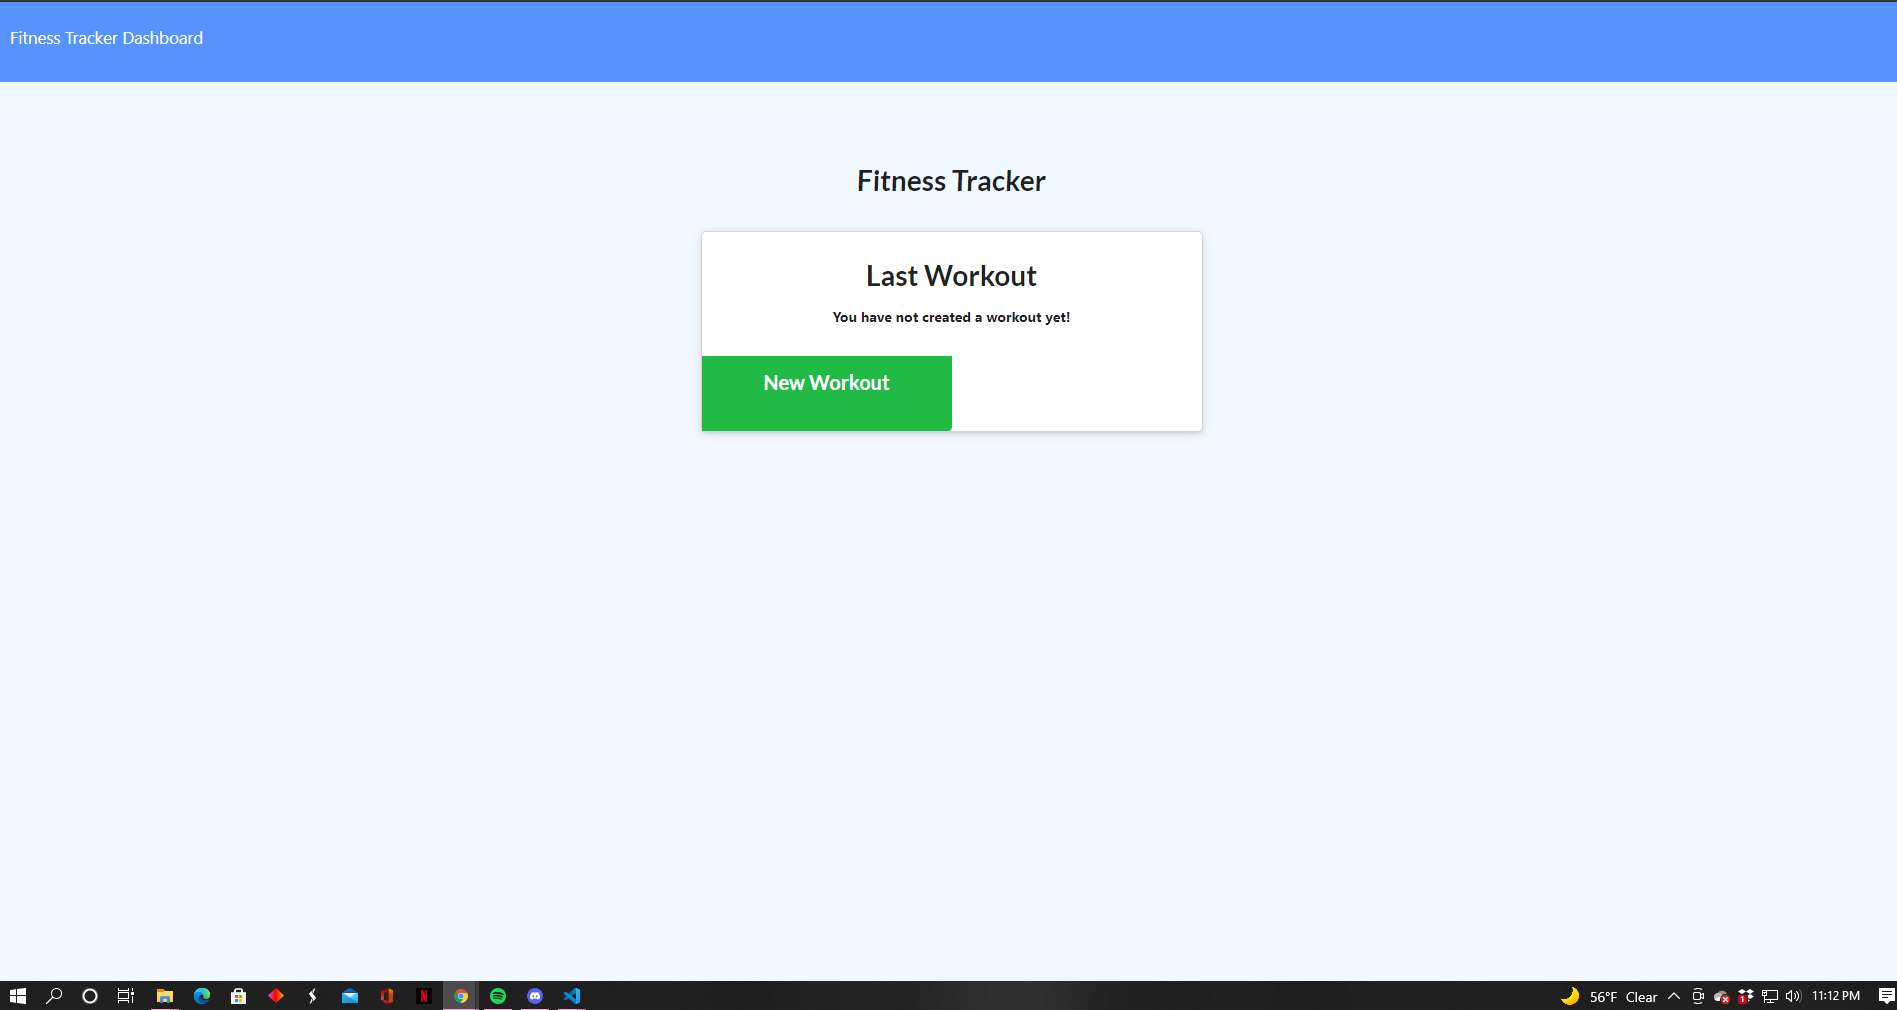 Fitness Tracker Dashboard
Fitness Tracker
Last Workout
You have not created a workout yet!
New Workout
N
56°F Clear
1
11:12 PM